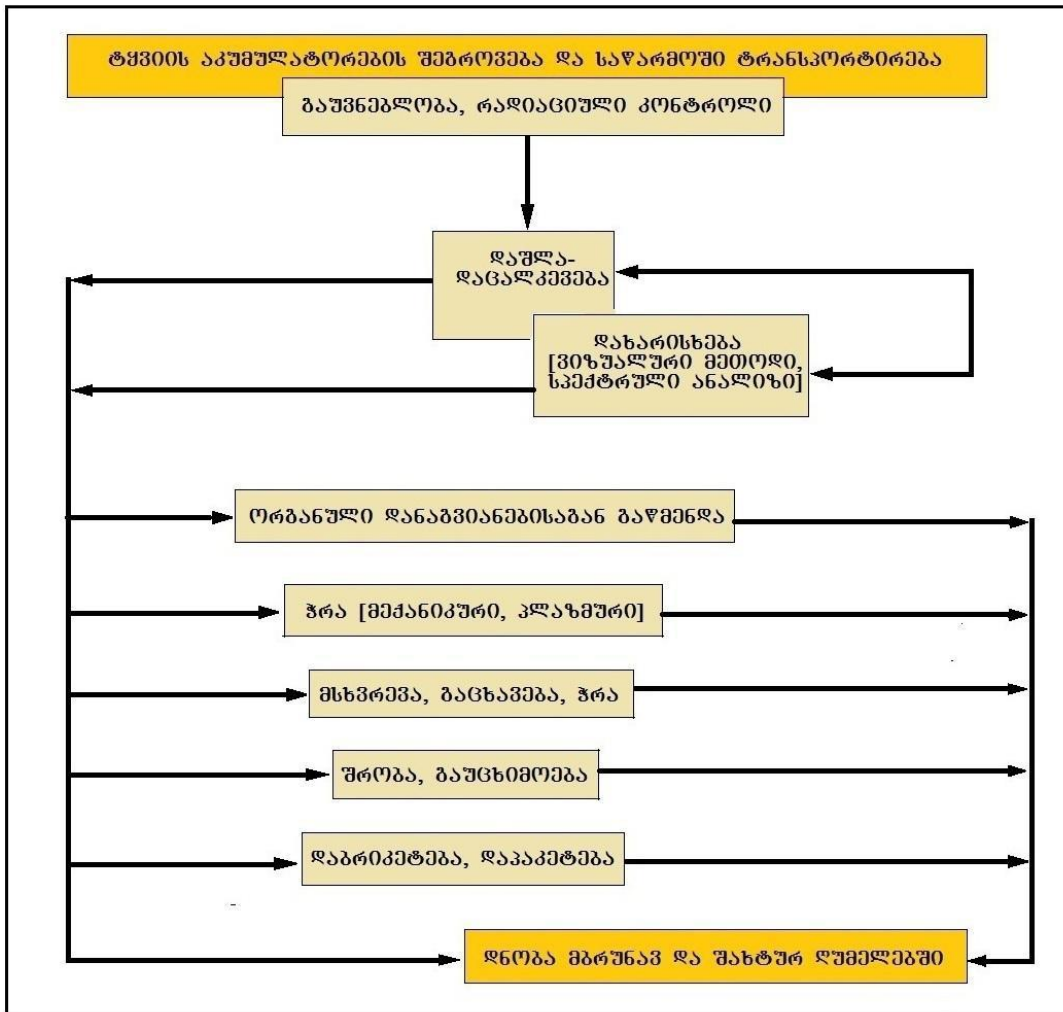 ტყვიის აკუმულატორების შეგროვება და საწარმოში ტრანსპორტირება
გაუვნებლობა, რადიაციული კონტროლი
დაშლა-
დაცალკევება
დახარისხება
[ვიზუალური მეთოდი,
სპექტრული ანალიზი]
ორგანული დანაგვიანებისაგან გაწმენდა
ჭრა [მექანიკური, პლაზმური]
მსხვრევა, გაცხავება, ჭრა
შრობა, გაუცხიმოება
დაბრიკეტება, დაპაკეტება
დნობა მბრუნავ და შახტურ ღუმელებში